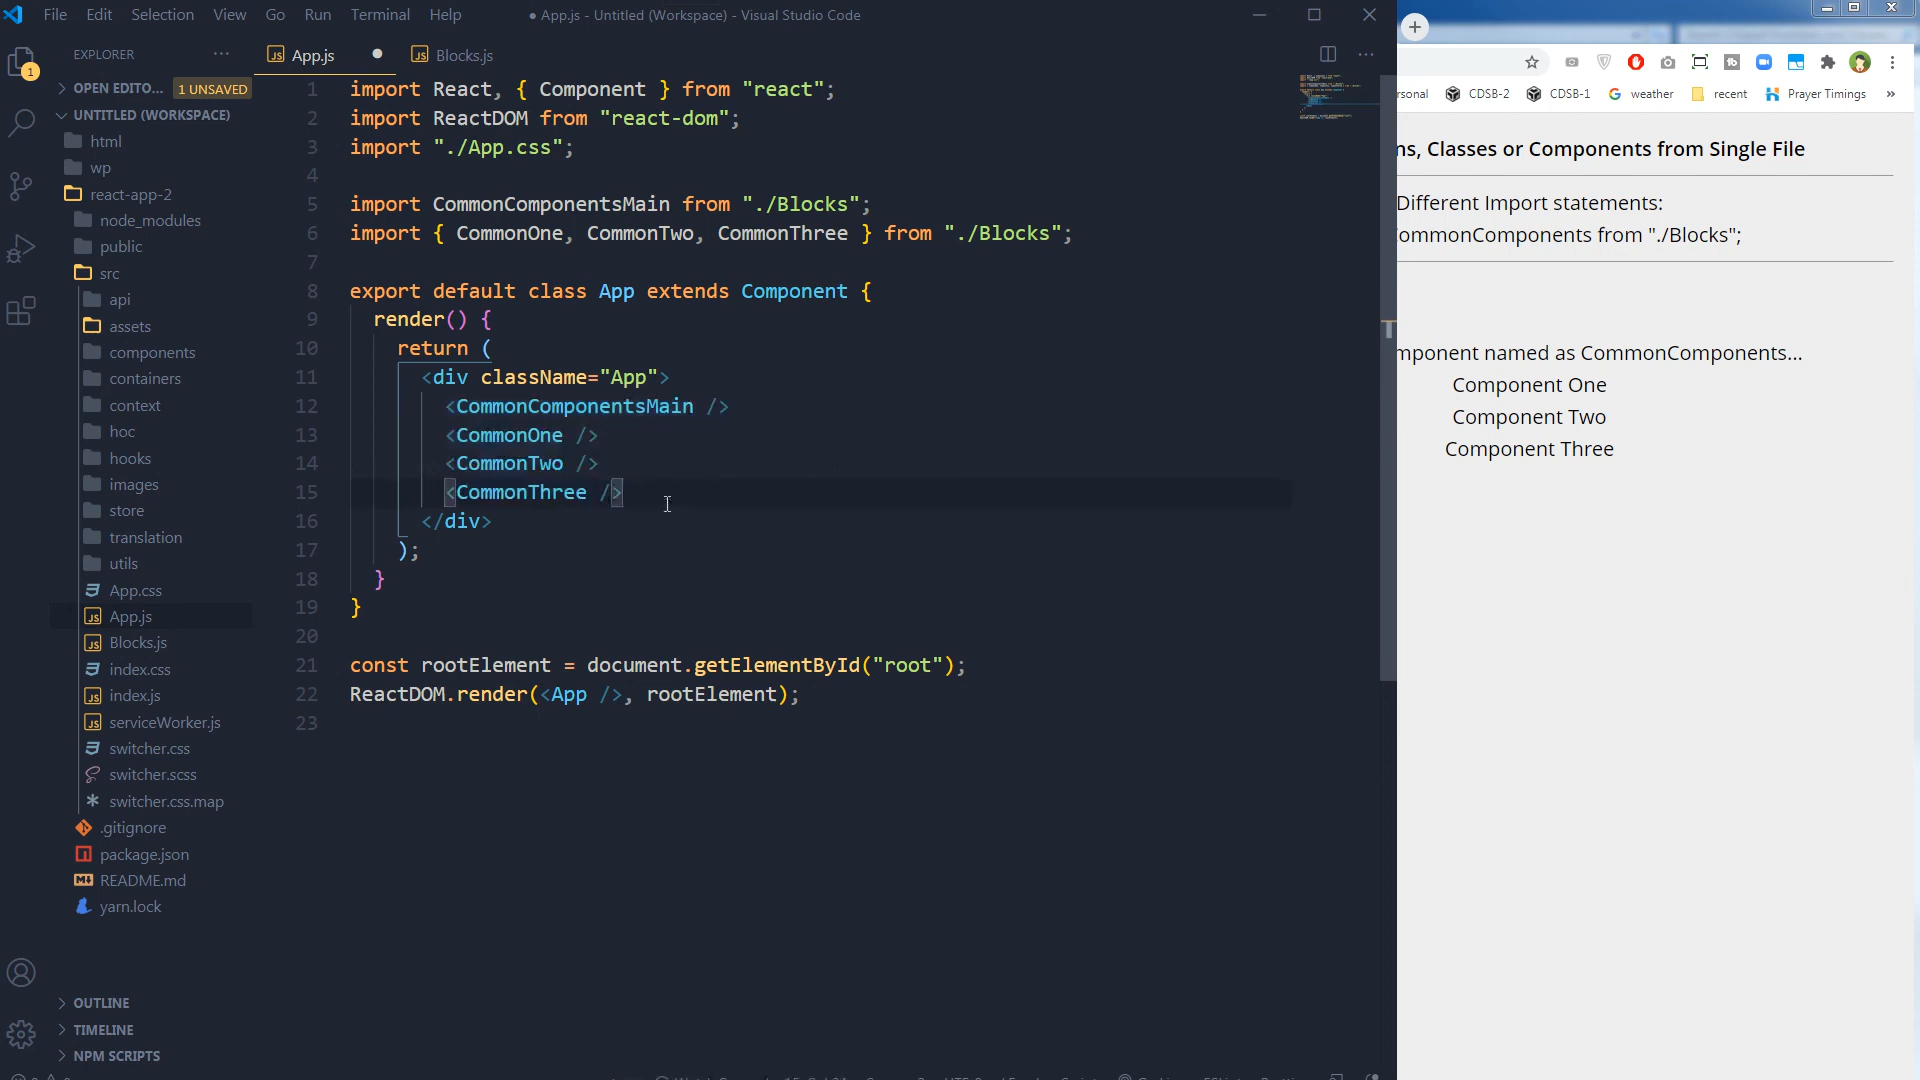 File Edit Selection View Go Run Terminal Help
● App.js - Untitled (Workspace) - Visual Studio Code
EXPLORER
OPEN EDITO... 1 UNSAVED
UNTITLED (WORKSPACE)
html
wp
react-app-2
node_modules
public
src
api
assets
components
containers
context
hoc
hooks
images
store
translation
utils
App.css
App.js
Blocks.js
index.css
index.js
serviceWorker.js
switcher.css
switcher.scss
switcher.css.map
.gitignore
package.json
README.md
yarn.lock
OUTLINE
TIMELINE
NPM SCRIPTS
1
App.js
Blocks.js
1 import React, { Component } from "react";
2 import ReactDOM from "react-dom";
3 import "./App.css";
4
5 import CommonComponentsMain from "./Blocks";
6 import { CommonOne, CommonTwo, CommonThree } from "./Blocks";
7
8 export default class App extends Component {
9 render() {
10 return (
11 <div className="App">
12 <CommonComponentsMain />
13 <CommonOne />
14 <CommonTwo />
15 <CommonThree />
16 </div>
17 );
18 }
19 }
20
21 const rootElement = document.getElementById("root");
22 ReactDOM.render(<App />, rootElement);
23
rsonal CDSB-2 CDSB-1 weather recent Prayer Timings »
ns, Classes or Components from Single File
Different Import statements:
ommonComponents from "./Blocks";
mponent named as CommonComponents...
Component One
Component Two
Component Three